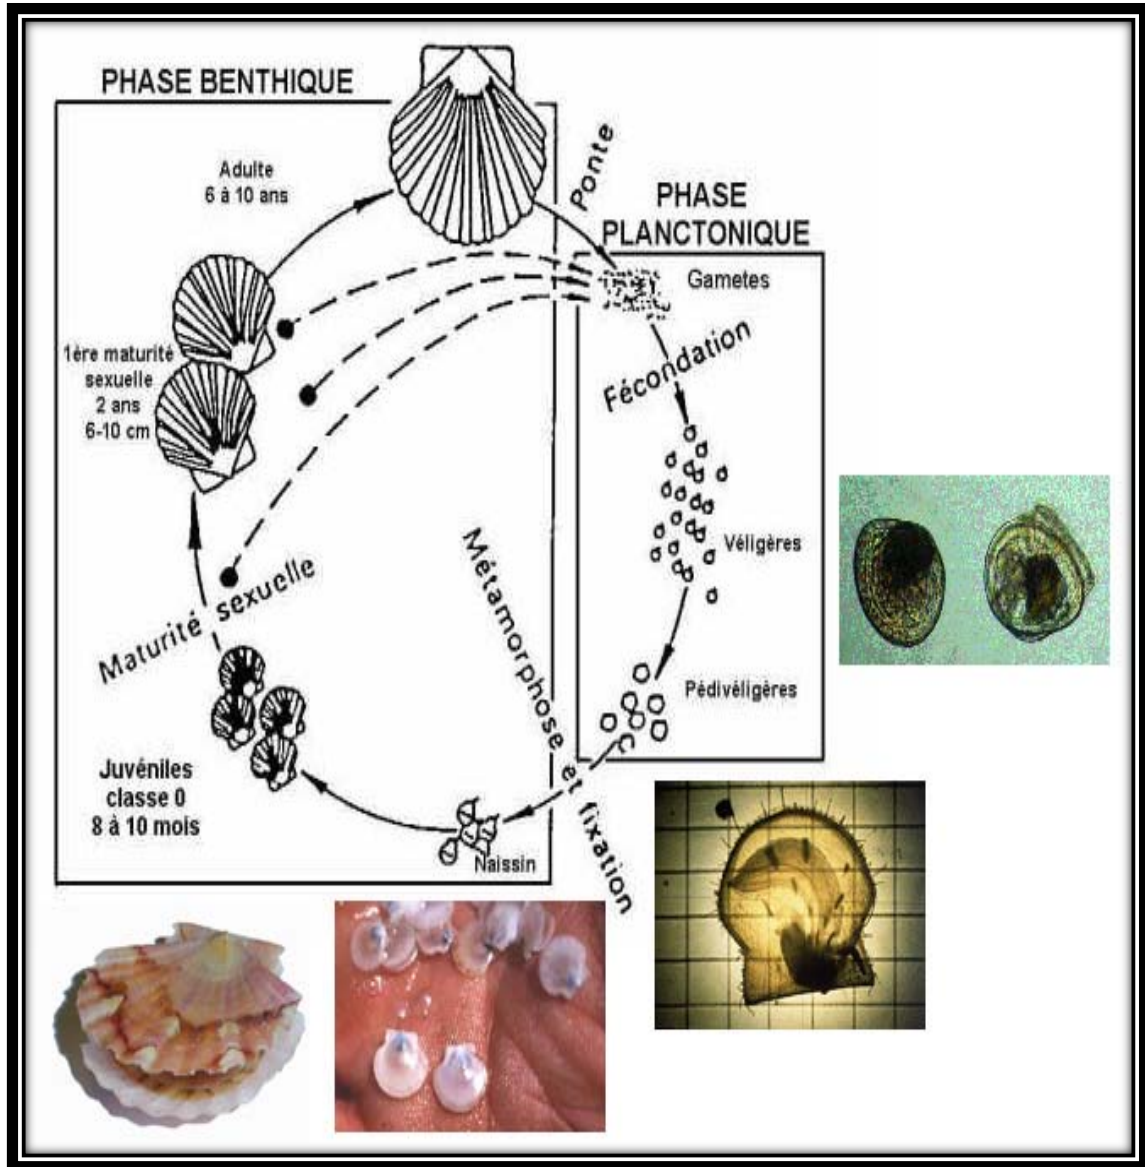 PHASE BENTHIQUE
Adulte
6 à 10 ans
Ponte
PHASE
PLANCTONIQUE
Gametes
Fécondation
1ère maturité
sexuelle
2 ans
6-10 cm
Véligères
Maturité sexuelle
Métamorphose et fixation
Pédivéligères
Juvéniles
classe 0
8 à 10 mois
Naissin